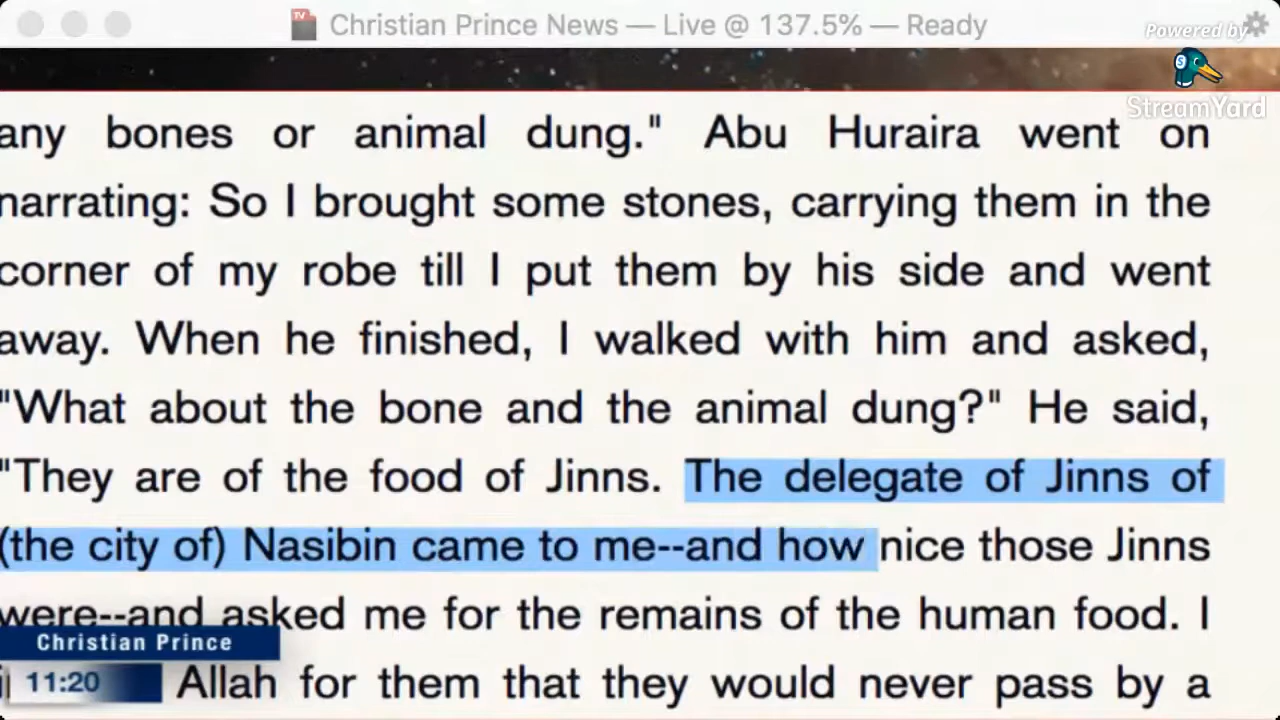 Christian Prince News — Live @ 137.5% — Ready
Powered by
StreamYard
any bones or animal dung." Abu Huraira went on
narrating: So I brought some stones, carrying them in the
corner of my robe till I put them by his side and went
away. When he finished, I walked with him and asked,
"What about the bone and the animal dung?" He said,
"They are of the food of Jinns. The delegate of Jinns of
(the city of) Nasibin came to me--and how nice those Jinns
were--and asked me for the remains of the human food. I
Allah for them that they would never pass by a
Christian Prince
11:20